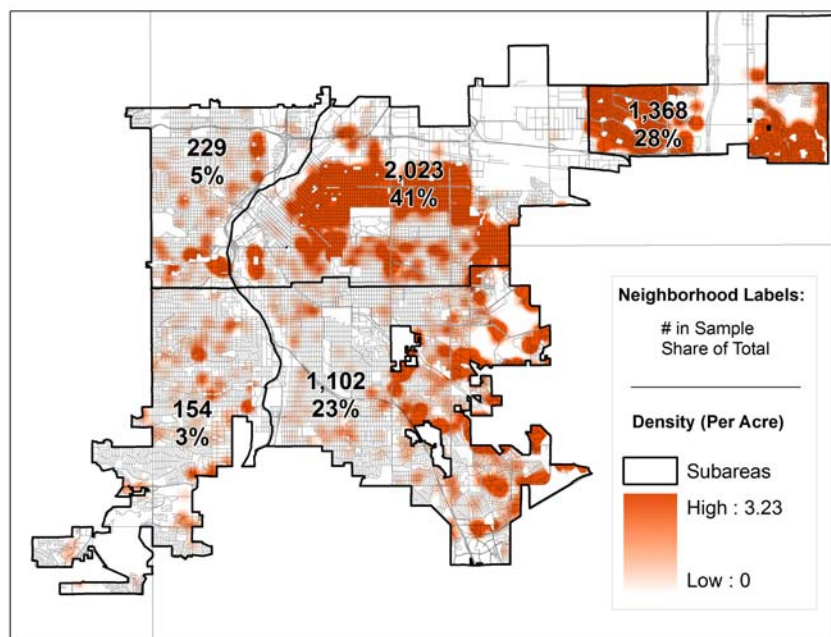 1,368
28%
229
5%
2,023
41%
1,102
23%
154
3%
Neighborhood Labels:
# in Sample
Share of Total
Density (Per Acre)
Subareas
High : 3.23
Low : 0